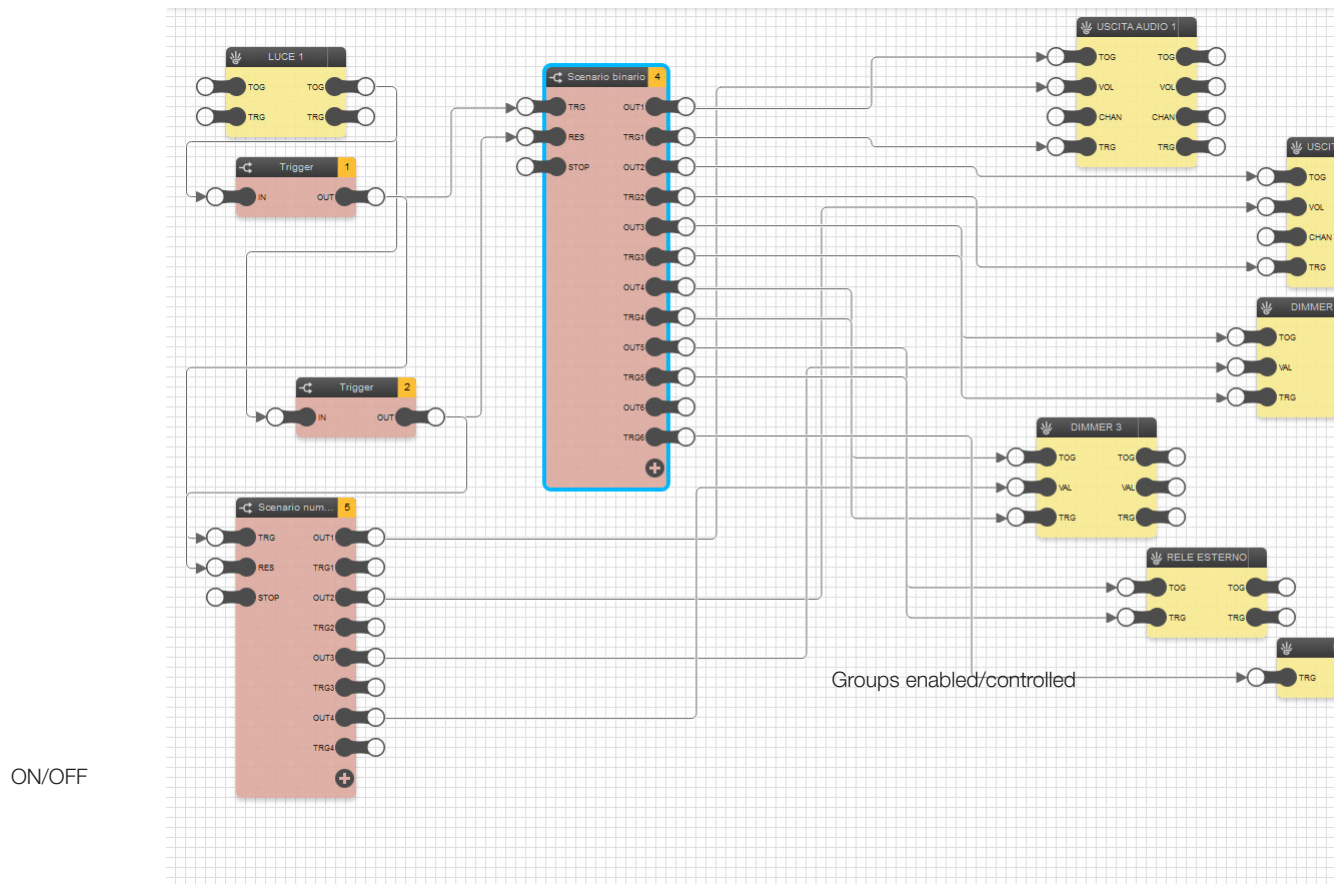 LUCE 1
TOG TOG
TRG TRG
Trigger 1
IN OUT
Trigger 2
IN OUT
Scenario num... 5
TRG OUT1
RES TRG1
STOP OUT2
TRG2
OUT3
TRG3
OUT4
TRG4
ON/OFF
Scenario binario 4
TRG OUT1
RES TRG1
STOP OUT2
TRG2
OUT3
TRG3
OUT4
TRG4
OUT5
TRG5
OUT6
TRG6
USCITA AUDIO 1
TOG TOG
VOL VOL
CHAN CHAN
TRG TRG
USCIT
TOG
VOL
CHAN
TRG
DIMMER
TOG
VAL
TRG
DIMMER 3
TOG TOG
VAL VAL
TRG TRG
RELE ESTERNO
TOG TOG
TRG TRG
Groups enabled/controlled
TRG